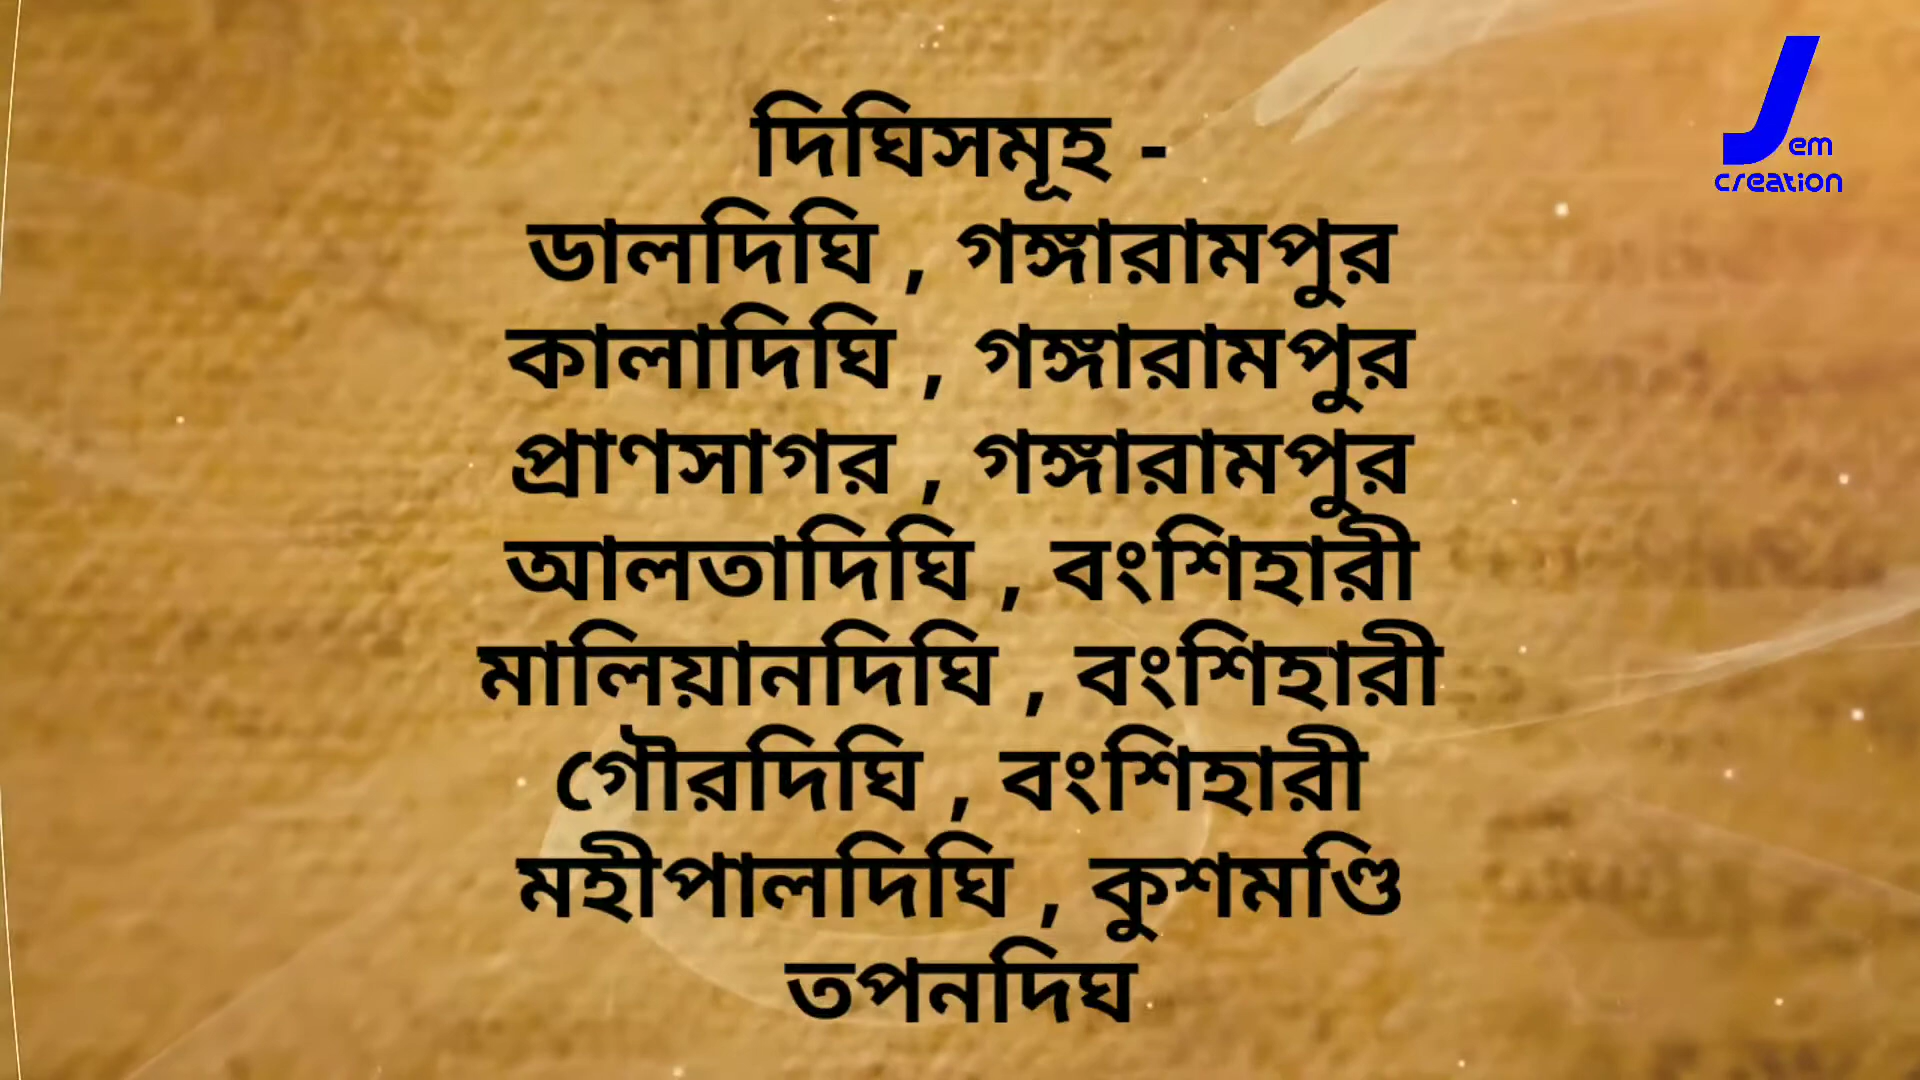 দিঘিসমূহ -
ডালদিঘি , গঙ্গারামপুর
কালাদিঘি , গঙ্গারামপুর
প্রাণসাগর , গঙ্গারামপুর
আলতাদিঘি , বংশিহারী
মালিয়ানদিঘি , বংশিহারী
গৌরদিঘি , বংশিহারী
মহীপালদিঘি , কুশমণ্ডি
তপনদিঘ
Jem
creation